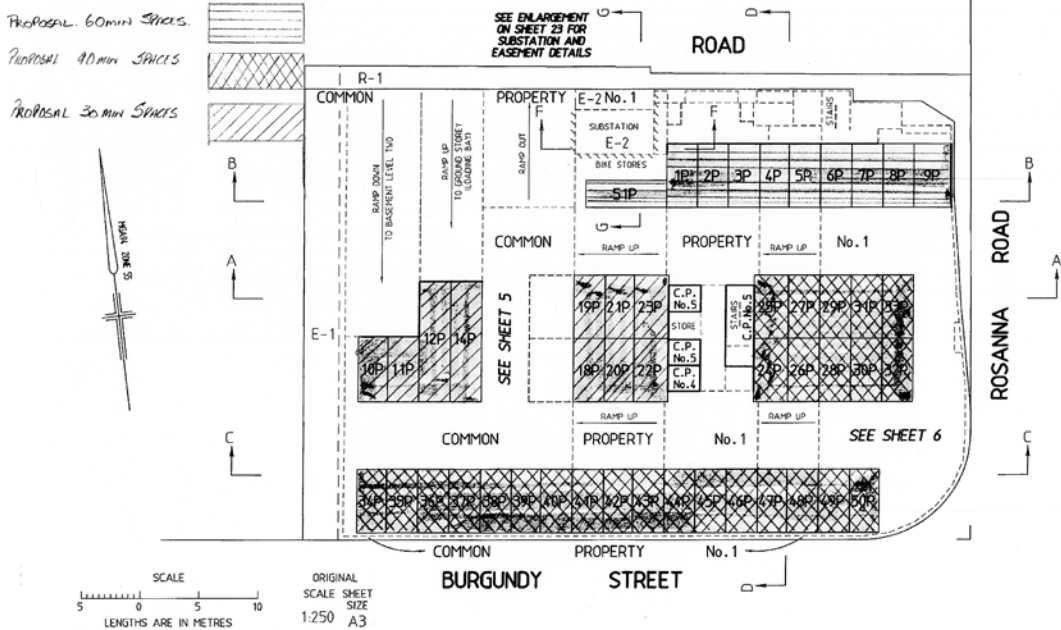 PROPOSAL. 60MIN SPACES.
PROPOSAL 90MIN SPACES
PROPOSAL 30MIN SPACES
SEE ENLARGEMENT
ON SHEET 23 FOR
SUBSTATION AND
EASEMENT DETAILS
G
D
ROAD
R-1
COMMON PROPERTY E-2 No.1
F F
SUBSTATION
E-2
STAIRS
BIKE STORES
RAMP DOWN
TO BASEMENT LEVEL TWO
RAMP UP
TO GROUND STOREY
(LOADING BAY)
RAMP OUT
B B
1P 2P 3P 4P 5P 6P 7P 8P 9P
51P
G
COMMON PROPERTY No.1
RAMP UP RAMP UP
MGA94 ZONE 55
ROSANNA ROAD
A A
E-1
SEE SHEET 5
12P 14P
10P 11P
19P 21P 23P
18P 20P 22P
C.P.
No.5
STORE
C.P.
No.5
C.P.
No.4
STAIRS
C.P.No.5
25P 27P 29P 31P 33P
24P 26P 28P 30P 32P
RAMP UP RAMP UP
C C
COMMON PROPERTY No.1
SEE SHEET 6
34P 35P 36P 37P 38P 39P 40P 41P 42P 43P 44P 45P 46P 47P 48P 49P 50P
COMMON PROPERTY No.1
BURGUNDY STREET
D
SCALE
5 0 5 10
LENGTHS ARE IN METRES
ORIGINAL
SCALE SHEET
SIZE
1:250 A3